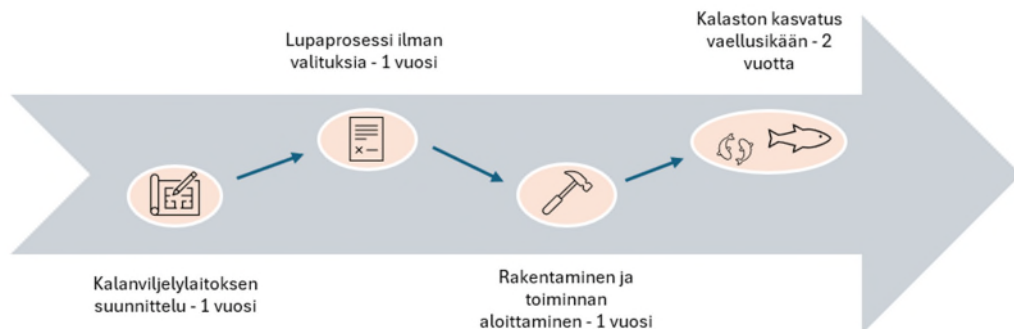 Kalanviljelylaitoksen
suunnittelu - 1 vuosi
Lupaprosessi ilman
valituksia - 1 vuosi
Rakentaminen ja
toiminnan
aloittaminen - 1 vuosi
Kalaston kasvatus
vaellusikään - 2
vuotta